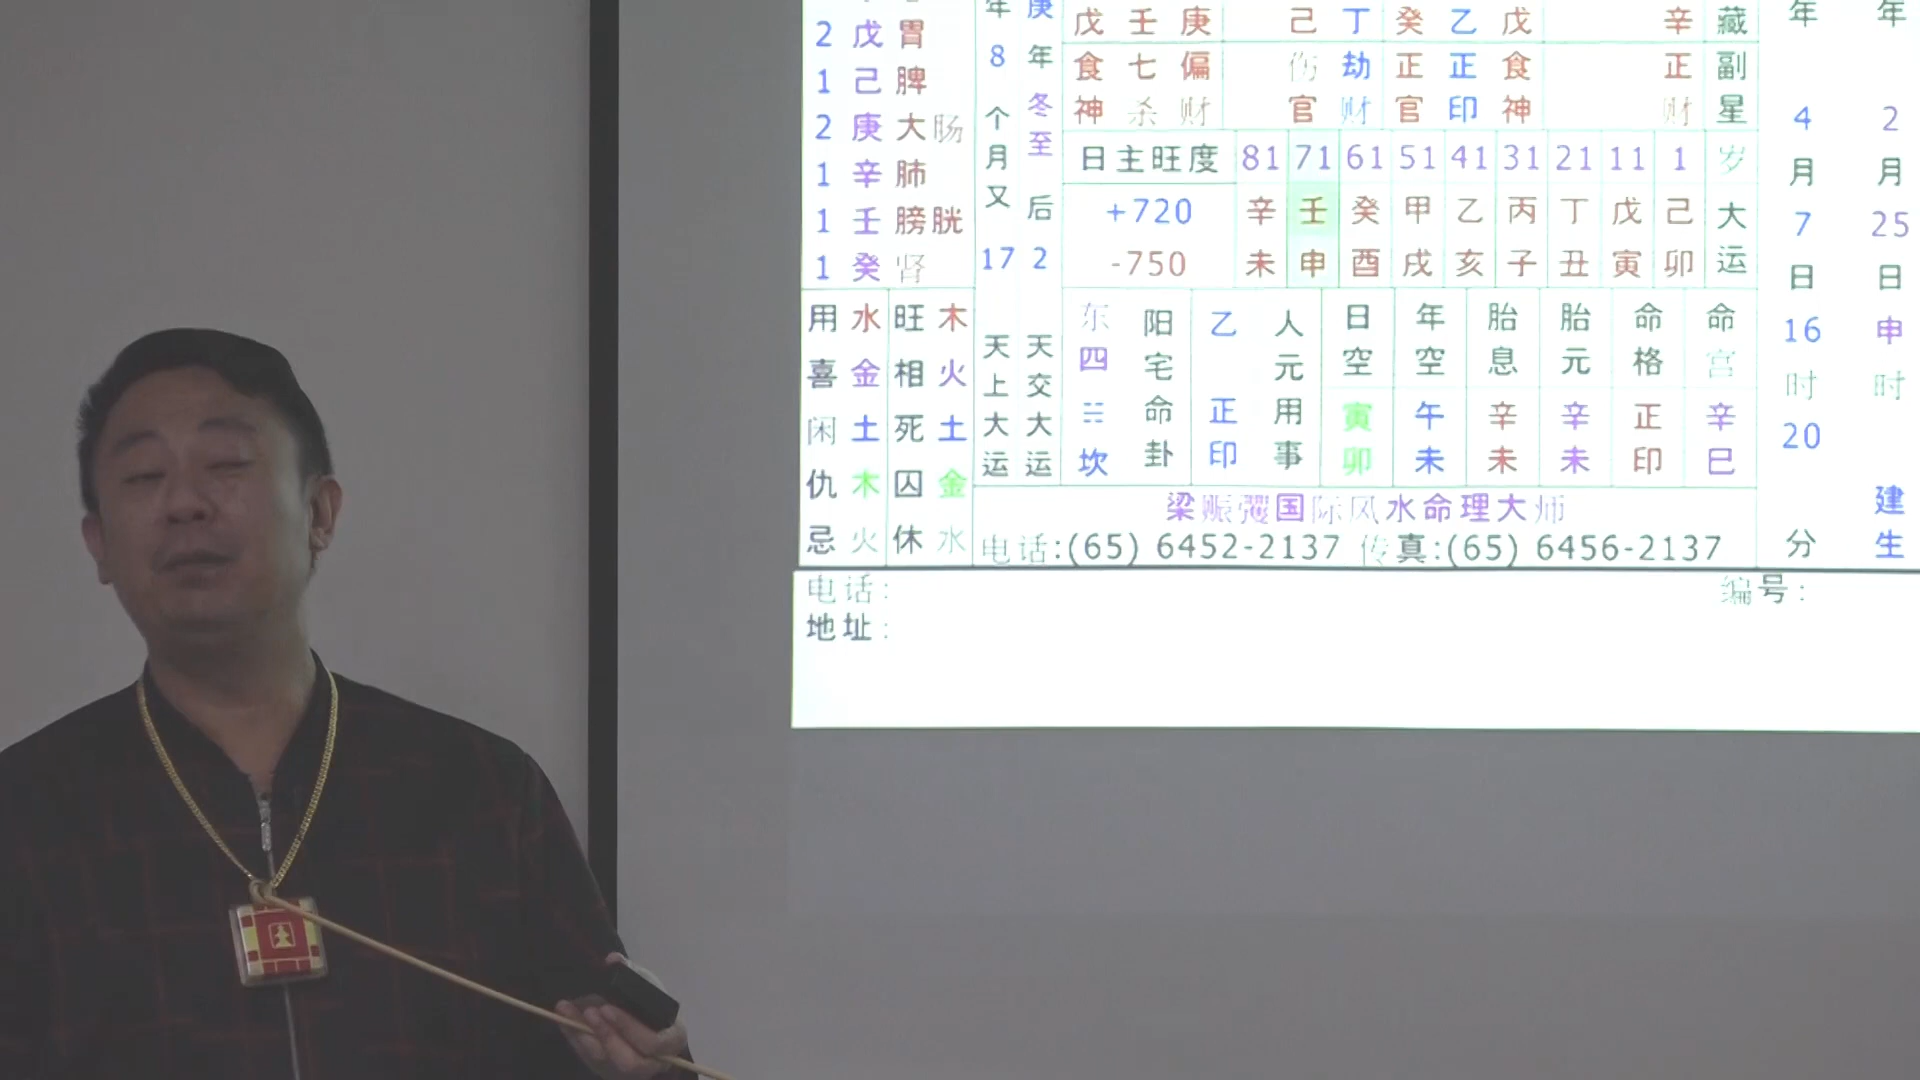 年 庚 戊 壬 庚 己 丁 癸 乙 戊 辛 藏 年 年
2 戊 胃
8 年 食 七 偏 伤 劫 正 正 食 正 副
1 己 脾
冬 神 杀 财 官 财 官 印 神 财 星 4 2
2 庚 大 肠 个 至
月 日主旺度 81 71 61 51 41 31 21 11 1 岁 月 月
1 辛 肺
又 后 +720 辛 壬 癸 甲 乙 丙 丁 戊 己 大 7 25
1 壬 膀 胱
1 癸 肾 17 2 -750 未 申 酉 戌 亥 子 丑 寅 卯 运 日 日
用 水 旺 木 天 天 东 阳 乙 人 日 年 胎 胎 命 命 16 申
喜 金 相 火 上 交 四 宅 元 空 空 息 元 格 宫 时 时
闲 土 死 土 大 大 ☵ 命 正 用 寅 午 辛 辛 正 辛 20
仇 木 囚 金 运 运 坎 卦 印 事 卯 未 未 未 印 巳
梁赈彟国际风水命理大师 建
忌 火 休 水 电话:(65) 6452-2137 传真:(65) 6456-2137 分 生
电话: 编号:
地址: